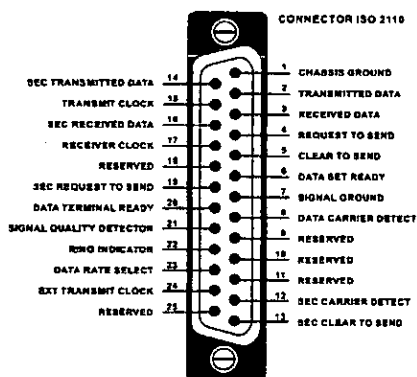 CONNECTOR ISO 2110
1 CHASSIS GROUND
14 SEC TRANSMITTED DATA
2 TRANSMITTED DATA
15 TRANSMIT CLOCK
3 RECEIVED DATA
16 SEC RECEIVED DATA
4 REQUEST TO SEND
17 RECEIVER CLOCK
5 CLEAR TO SEND
18 RESERVED
6 DATA SET READY
19 SEC REQUEST TO SEND
7 SIGNAL GROUND
20 DATA TERMINAL READY
8 DATA CARRIER DETECT
21 SIGNAL QUALITY DETECTOR
9 RESERVED
22 RING INDICATOR
10 RESERVED
23 DATA RATE SELECT
11 RESERVED
24 EXT TRANSMIT CLOCK
12 SEC CARRIER DETECT
25 RESERVED
13 SEC CLEAR TO SEND